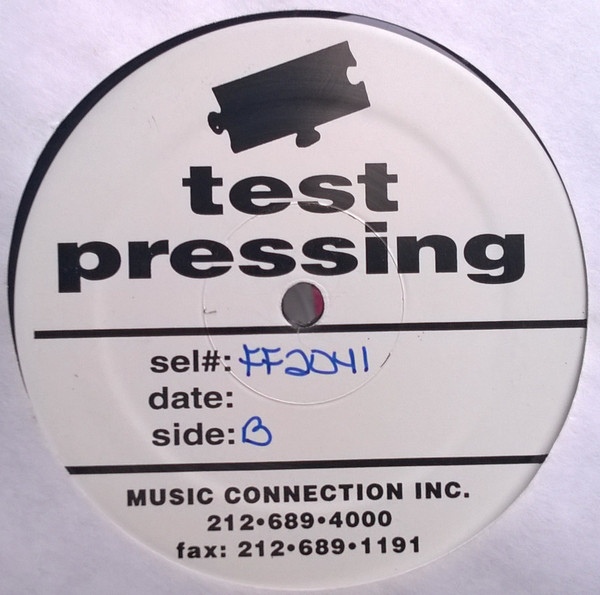 test
pressing
sel#: FF2041
date:
side: B
MUSIC CONNECTION INC.
212•689•4000
fax: 212•689•1191